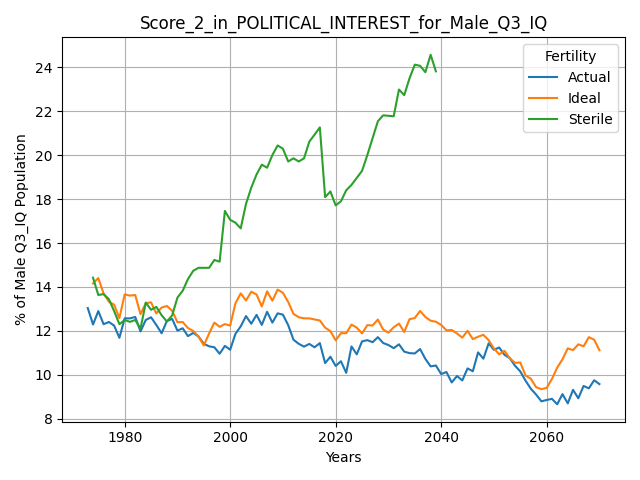 Score_2_in_POLITICAL_INTEREST_for_Male_Q3_IQ
Fertility
Actual
Ideal
Sterile
% of Male Q3_IQ Population
24
22
20
18
16
14
12
10
8
1980
2000
2020
2040
2060
Years